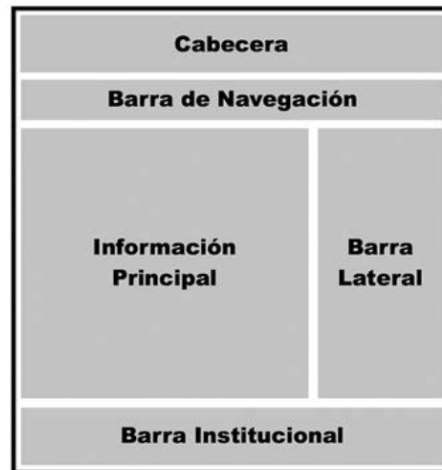 Cabecera
Barra de Navegación
Información
Principal
Barra
Lateral
Barra Institucional